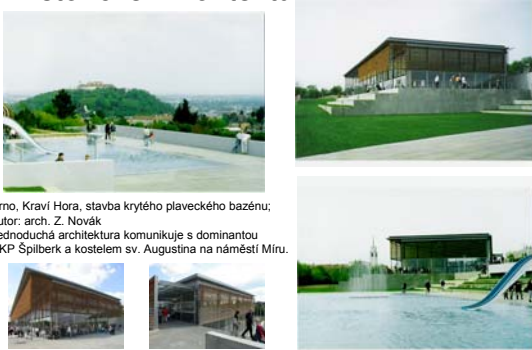 rno, Kraví Hora, stavba krytého plaveckého bazénu;
utor: arch. Z. Novák
ednoduchá architektura komunikuje s dominantou
KP Špilberk a kostelem sv. Augustina na náměstí Míru.